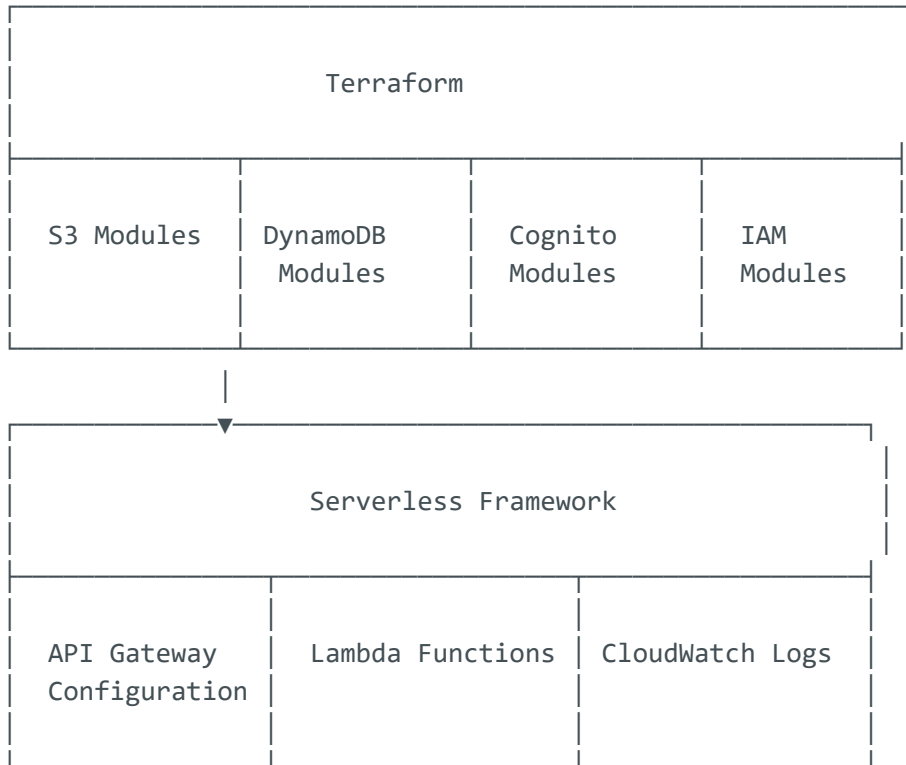 Terraform
S3 Modules DynamoDB Cognito IAM
Modules Modules Modules
Serverless Framework
API Gateway Lambda Functions CloudWatch Logs
Configuration